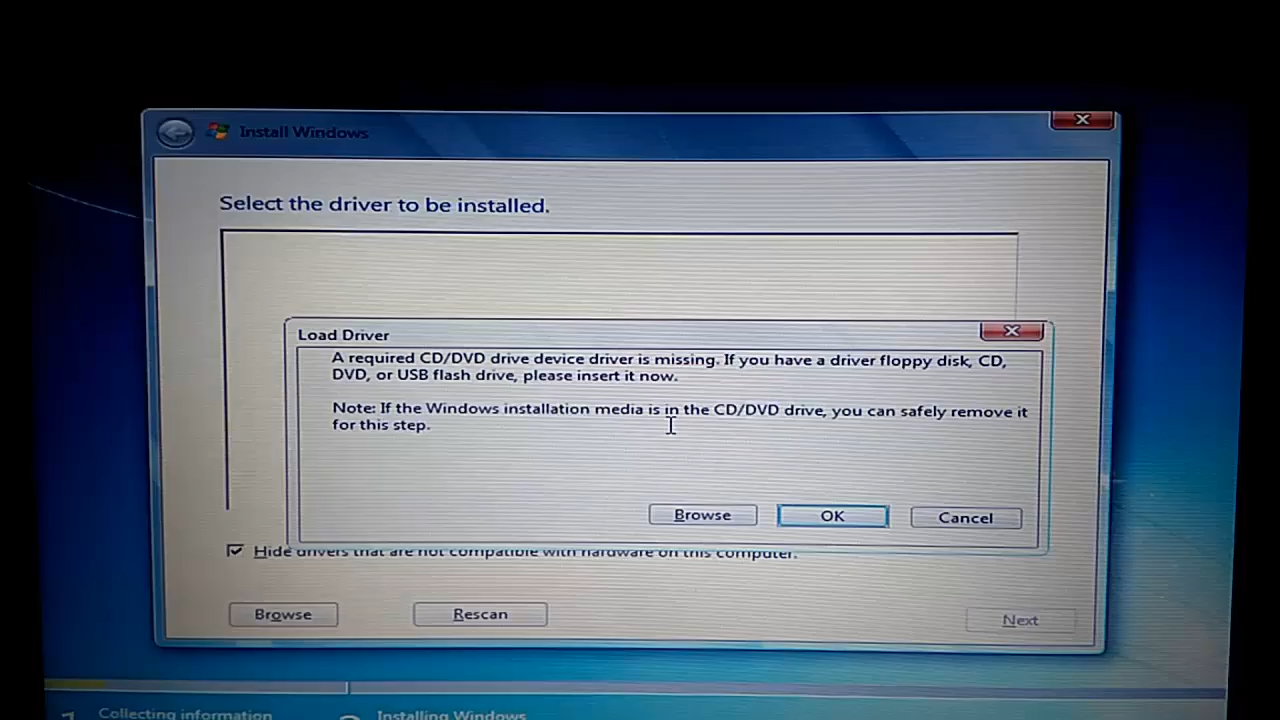 Install Windows
Select the driver to be installed.
Load Driver
A required CD/DVD drive device driver is missing. If you have a driver floppy disk, CD,
DVD, or USB flash drive, please insert it now.
Note: If the Windows installation media is in the CD/DVD drive, you can safely remove it
for this step.
Browse OK Cancel
Hide drivers that are not compatible with hardware on this computer.
Browse Rescan Next
Collecting information Installing Windows